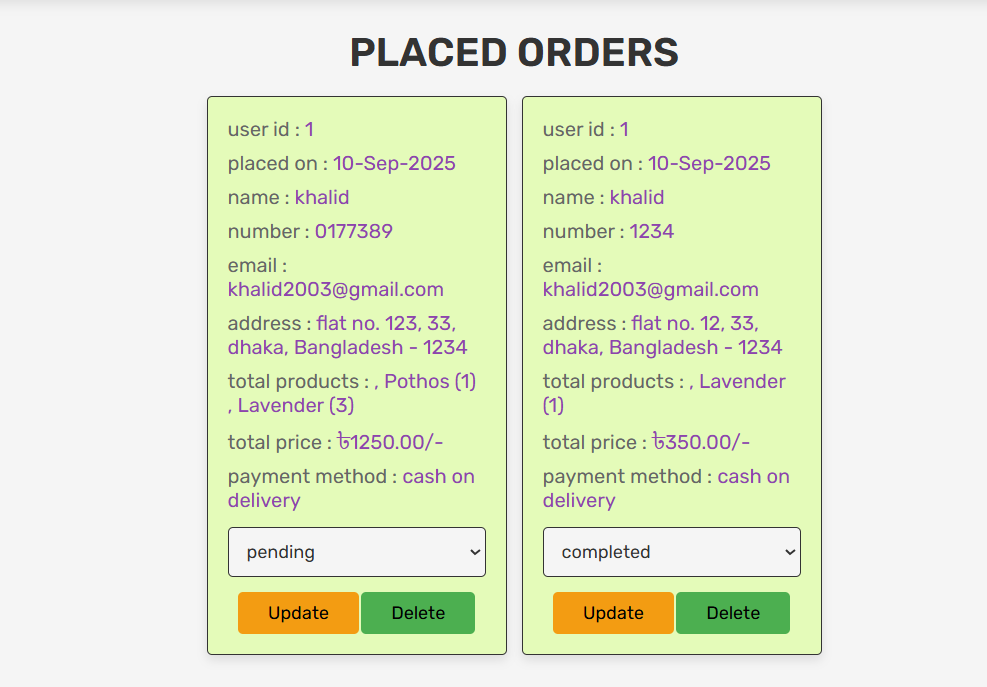 PLACED ORDERS
user id : 1
placed on : 10-Sep-2025
name : khalid
number : 0177389
email :
khalid2003@gmail.com
address : flat no. 123, 33,
dhaka, Bangladesh - 1234
total products : , Pothos (1)
, Lavender (3)
total price : ৳1250.00/-
payment method : cash on
delivery
pending
Update Delete
user id : 1
placed on : 10-Sep-2025
name : khalid
number : 1234
email :
khalid2003@gmail.com
address : flat no. 12, 33,
dhaka, Bangladesh - 1234
total products : , Lavender
(1)
total price : ৳350.00/-
payment method : cash on
delivery
completed
Update Delete